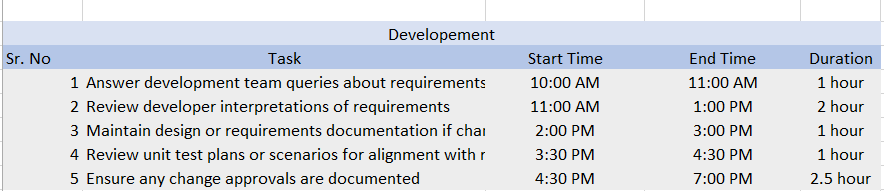 Developement
Sr. No Task Start Time End Time Duration
1 Answer development team queries about requirements 10:00 AM 11:00 AM 1 hour
2 Review developer interpretations of requirements 11:00 AM 1:00 PM 2 hour
3 Maintain design or requirements documentation if 2:00 PM 3:00 PM 1 hour
4 Review unit test plans or scenarios for alignment with 3:30 PM 4:30 PM 1 hour
5 Ensure any change approvals are documented 4:30 PM 7:00 PM 2.5 hour